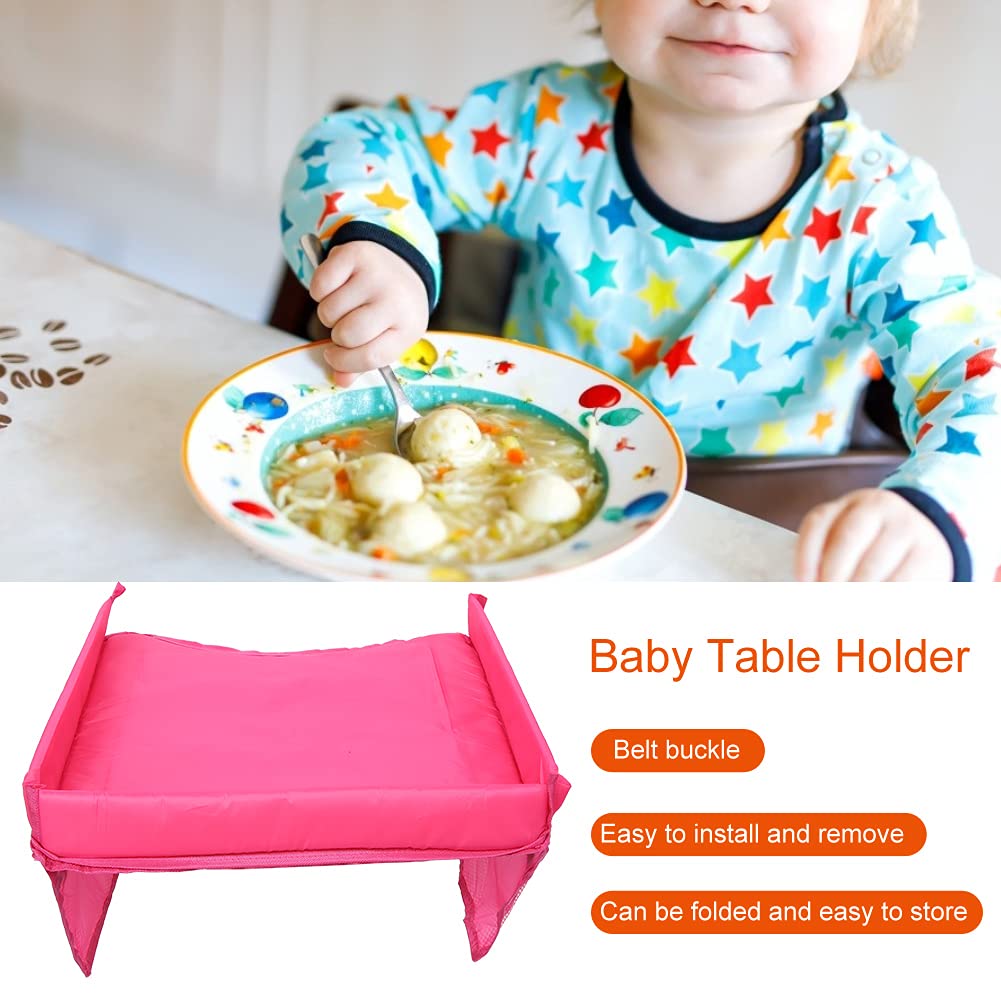 Baby Table Holder
Belt buckle
Easy to install and remove
Can be folded and easy to store